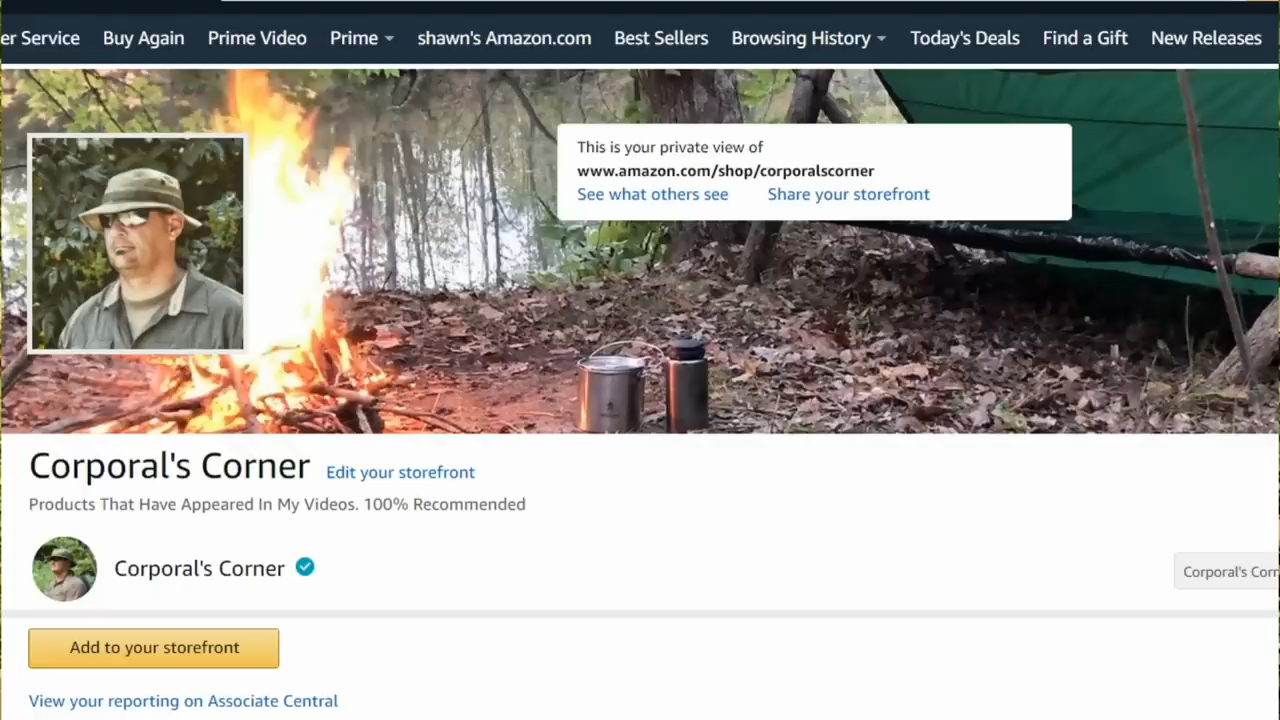 er Service Buy Again Prime Video Prime shawn's Amazon.com Best Sellers Browsing History Today's Deals Find a Gift New Releases
This is your private view of
www.amazon.com/shop/corporalscorner
See what others see Share your storefront
Corporal's Corner Edit your storefront
Products That Have Appeared In My Videos. 100% Recommended
Corporal's Corner
Corporal's Corr
Add to your storefront
View your reporting on Associate Central